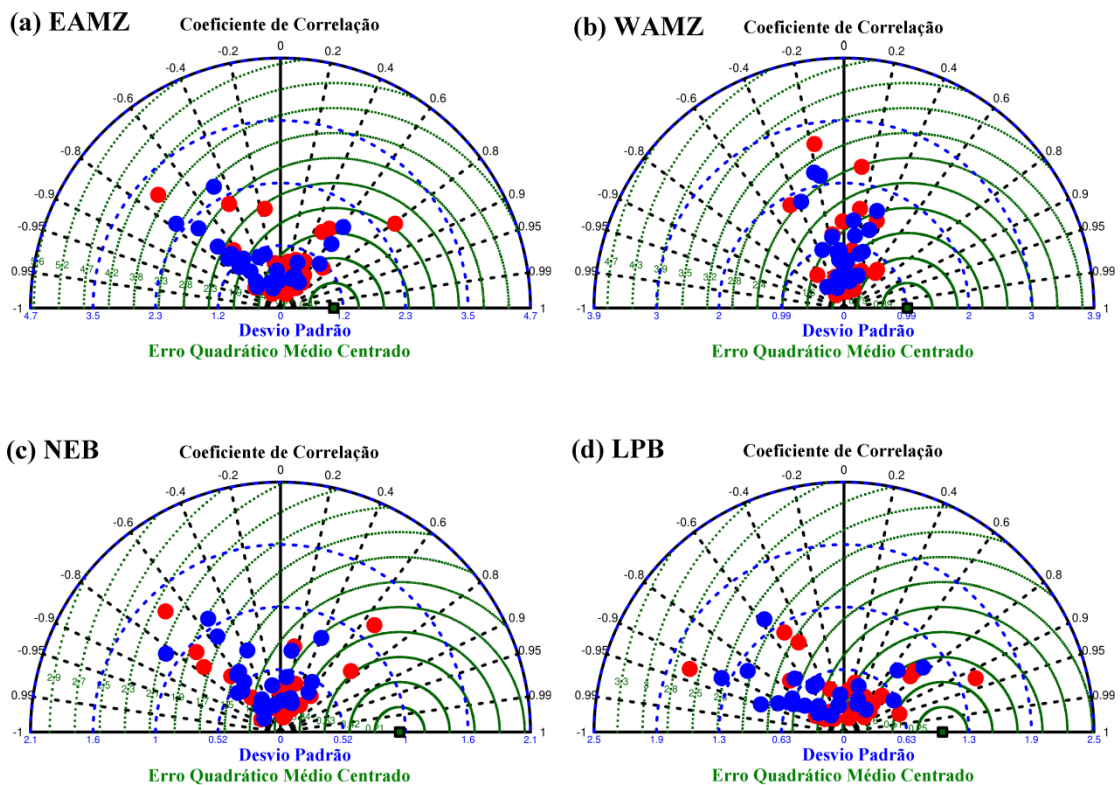 (a) EAMZ
Coeficiente de Correlação
-0.2 0 0.2
-0.4 0.4
-0.6 0.6
-0.8 0.8
-0.9 0.9
-0.95 0.95
-0.99 0.99
-1 1
4.7 3.5 2.3 1.2 0 1.2 2.3 3.5 4.7
Desvio Padrão
Erro Quadrático Médio Centrado
(b) WAMZ
Coeficiente de Correlação
-0.2 0 0.2
-0.4 0.4
-0.6 0.6
-0.8 0.8
-0.9 0.9
-0.95 0.95
-0.99 0.99
-1 1
3.9 3 2 0.99 0 0.99 2 3 3.9
Desvio Padrão
Erro Quadrático Médio Centrado
(c) NEB
Coeficiente de Correlação
-0.2 0 0.2
-0.4 0.4
-0.6 0.6
-0.8 0.8
-0.9 0.9
-0.95 0.95
-0.99 0.99
-1 1
2.1 1.6 1 0.52 0 0.52 1 1.6 2.1
Desvio Padrão
Erro Quadrático Médio Centrado
(d) LPB
Coeficiente de Correlação
-0.2 0 0.2
-0.4 0.4
-0.6 0.6
-0.8 0.8
-0.9 0.9
-0.95 0.95
-0.99 0.99
-1 1
2.5 1.9 1.3 0.63 0 0.63 1.3 1.9 2.5
Desvio Padrão
Erro Quadrático Médio Centrado